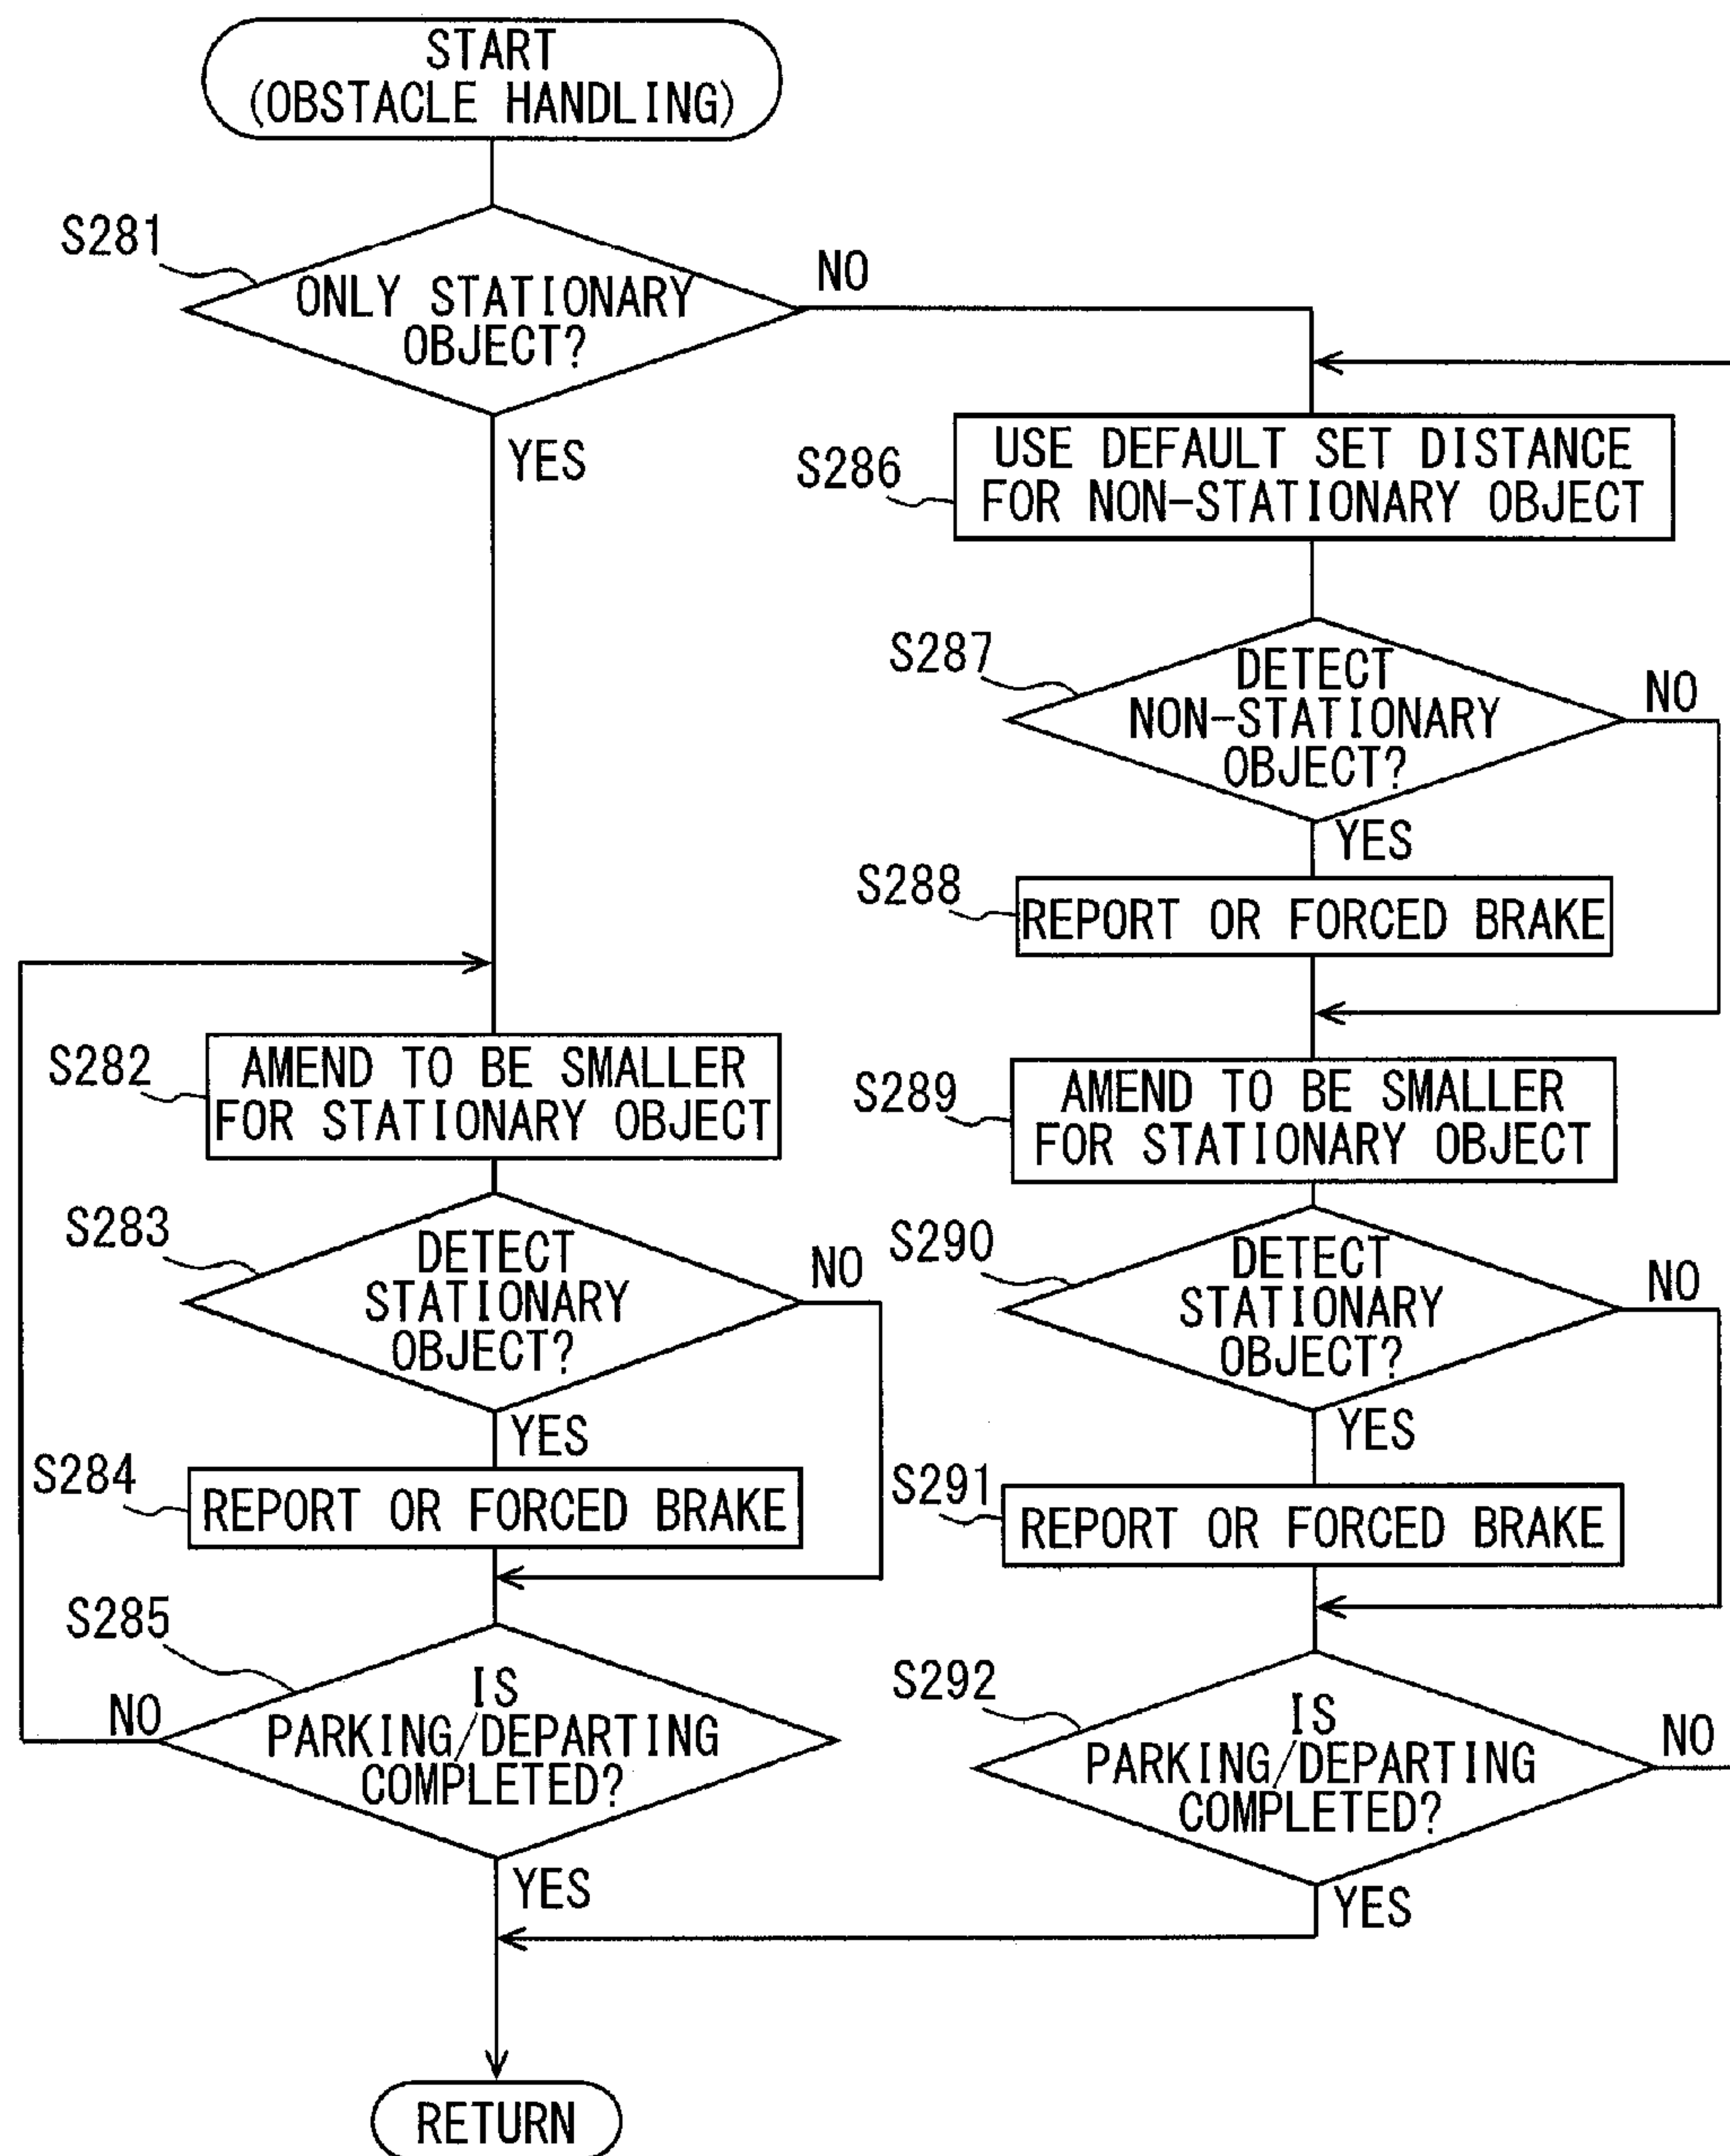 START
(OBSTACLE HANDLING)
S281
ONLY STATIONARY
OBJECT?
NO
YES
S286
USE DEFAULT SET DISTANCE
FOR NON-STATIONARY OBJECT
S287
DETECT
NON-STATIONARY
OBJECT?
NO
YES
S288
REPORT OR FORCED BRAKE
S282
AMEND TO BE SMALLER
FOR STATIONARY OBJECT
S289
AMEND TO BE SMALLER
FOR STATIONARY OBJECT
S283
DETECT
STATIONARY
OBJECT?
NO
YES
S290
DETECT
STATIONARY
OBJECT?
NO
YES
S284
REPORT OR FORCED BRAKE
S291
REPORT OR FORCED BRAKE
S285
IS
PARKING/DEPARTING
COMPLETED?
NO
YES
S292
IS
PARKING/DEPARTING
COMPLETED?
NO
YES
RETURN